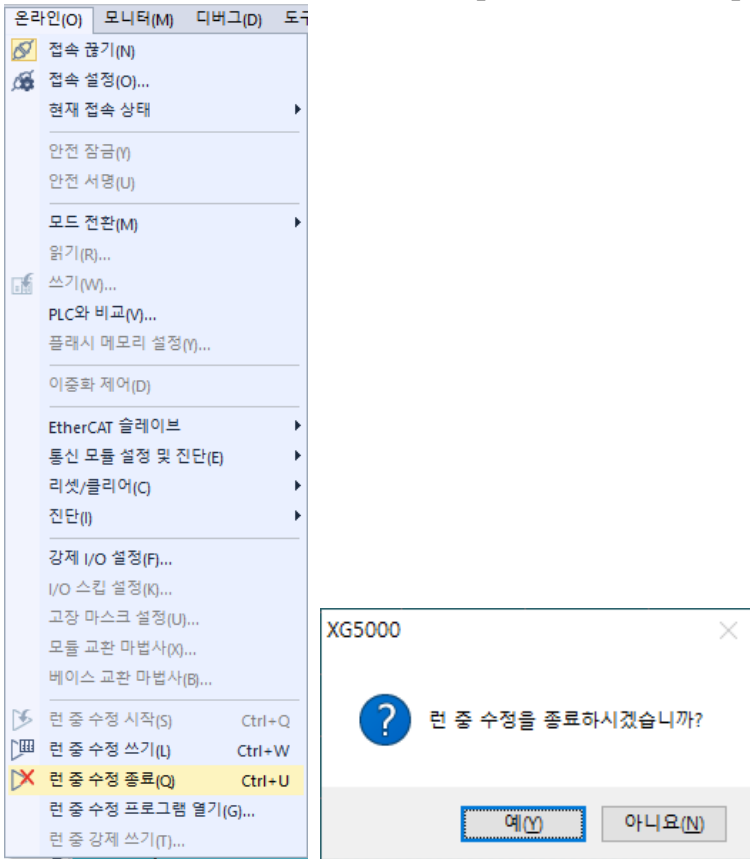 온라인(O) 모니터(M) 디버그(D) 도구
접속 끊기(N)
접속 설정(O)...
현재 접속 상태
안전 잠금(Y)
안전 서명(U)
모드 전환(M)
읽기(R)...
쓰기(W)...
PLC와 비교(V)...
플래시 메모리 설정(Y)...
이중화 제어(D)
EtherCAT 슬레이브
통신 모듈 설정 및 진단(E)
리셋/클리어(C)
진단(I)
강제 I/O 설정(F)...
I/O 스킵 설정(K)...
고장 마스크 설정(U)...
모듈 교환 마법사(X)...
베이스 교환 마법사(B)...
런 중 수정 시작(S) Ctrl+Q
런 중 수정 쓰기(L) Ctrl+W
런 중 수정 종료(Q) Ctrl+U
런 중 수정 프로그램 열기(G)...
런 중 강제 쓰기(T)...
XG5000
런 중 수정을 종료하시겠습니까?
예(Y) 아니요(N)